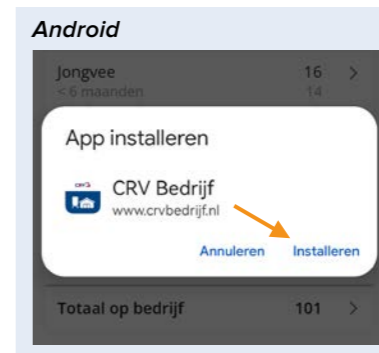 Android
Jongvee 16 >
< 6 maanden 14
App installeren
CRV Bedrijf
www.crvbedrijf.nl
Annuleren Installeren
Totaal op bedrijf 101 >